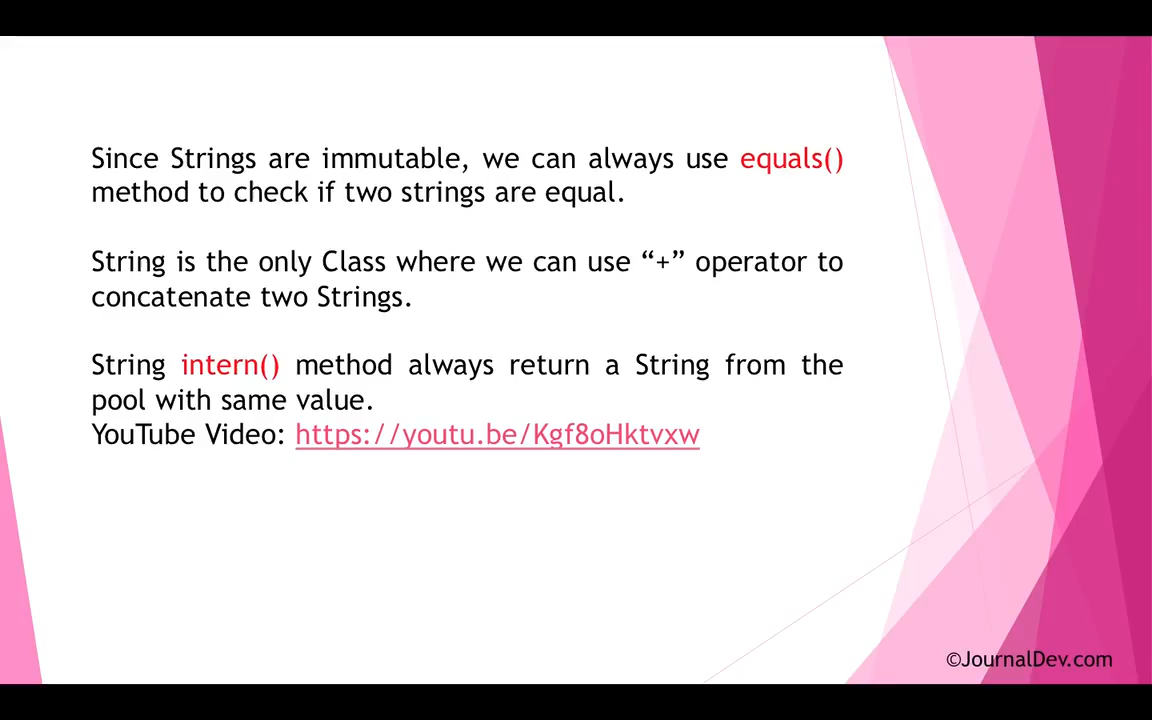 Since Strings are immutable, we can always use equals()
method to check if two strings are equal.
String is the only Class where we can use “+” operator to
concatenate two Strings.
String intern() method always return a String from the
pool with same value.
YouTube Video: https://youtu.be/Kgf8oHktvxw
©JournalDev.com